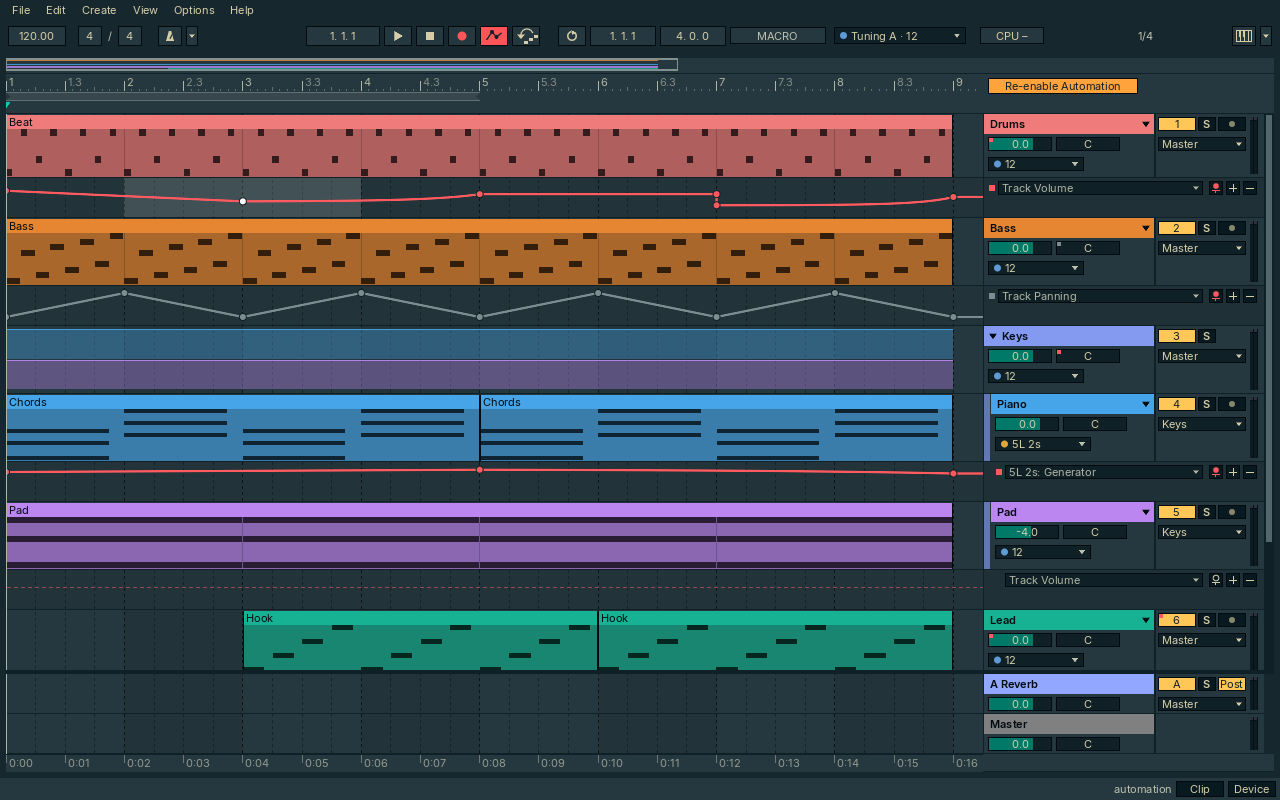 File Edit Create View Options Help
120.00 4 / 4 1. 1. 1 1. 1. 1 4. 0. 0 MACRO Tuning A · 12 CPU – 1/4
1 1.3 2 2.3 3 3.3 4 4.3 5 5.3 6 6.3 7 7.3 8 8.3 9 Re-enable Automation
Beat Drums 1 S
0.0 C Master
12
Track Volume
Bass Bass 2 S
0.0 C Master
12
Track Panning
Keys 3 S
0.0 C Master
12
Chords Chords Piano 4 S
0.0 C Keys
5L 2s
5L 2s: Generator
Pad Pad 5 S
-4.0 C Keys
12
Track Volume
Hook Hook Lead 6 S
0.0 C Master
12
A Reverb A S Post
0.0 C Master
Master
0.0 C
0:00 0:01 0:02 0:03 0:04 0:05 0:06 0:07 0:08 0:09 0:10 0:11 0:12 0:13 0:14 0:15 0:16
automation Clip Device